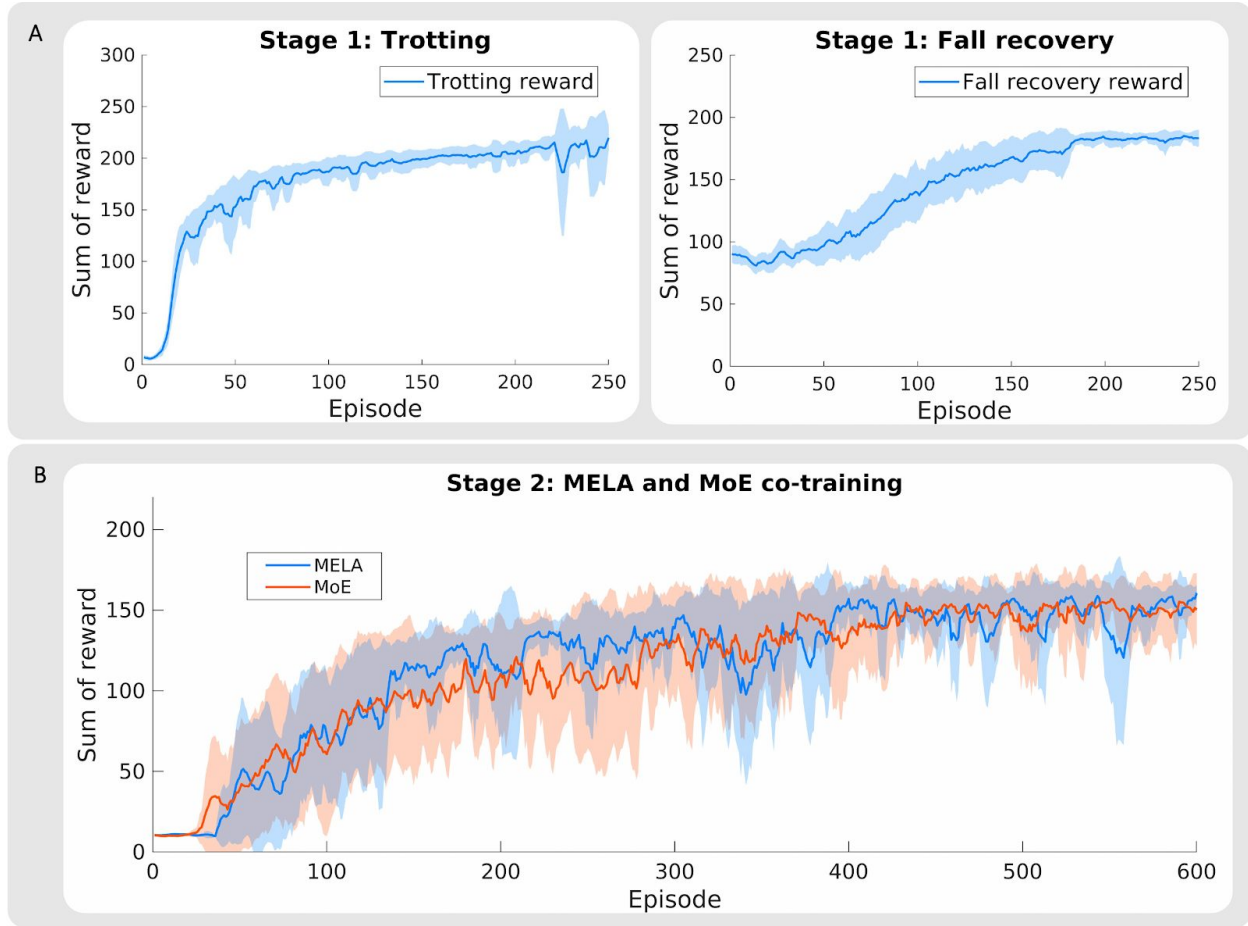 A
Stage 1: Trotting
300
250
200
150
100
50
0
Sum of reward
Trotting reward
0 50 100 150 200 250
Episode
Stage 1: Fall recovery
250
200
150
100
50
0
Sum of reward
Fall recovery reward
0 50 100 150 200 250
Episode
B
Stage 2: MELA and MoE co-training
200
150
100
50
0
Sum of reward
MELA
MoE
0 100 200 300 400 500 600
Episode